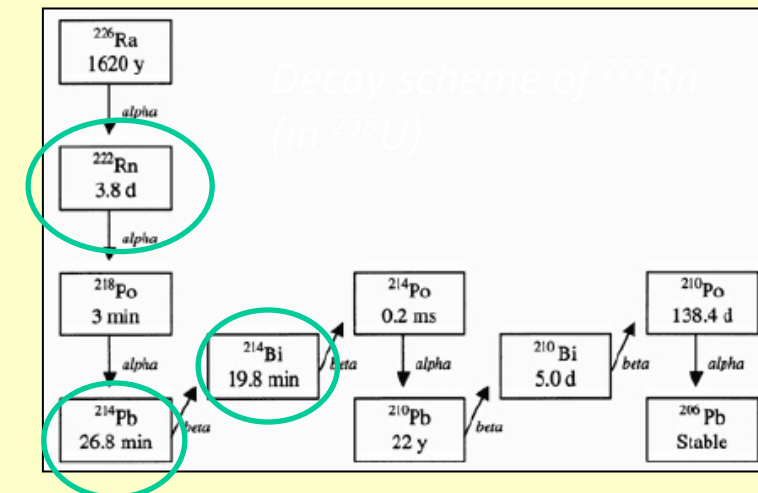 Decay scheme of ²²²Rn
(in ²³⁸U)
²²⁶Ra
1620 y
alpha
²²²Rn
3.8 d
alpha
²¹⁸Po
3 min
alpha
²¹⁴Pb
26.8 min
beta
²¹⁴Bi
19.8 min
beta
²¹⁴Po
0.2 ms
alpha
²¹⁰Pb
22 y
beta
²¹⁰Bi
5.0 d
beta
²¹⁰Po
138.4 d
alpha
²⁰⁶Pb
Stable